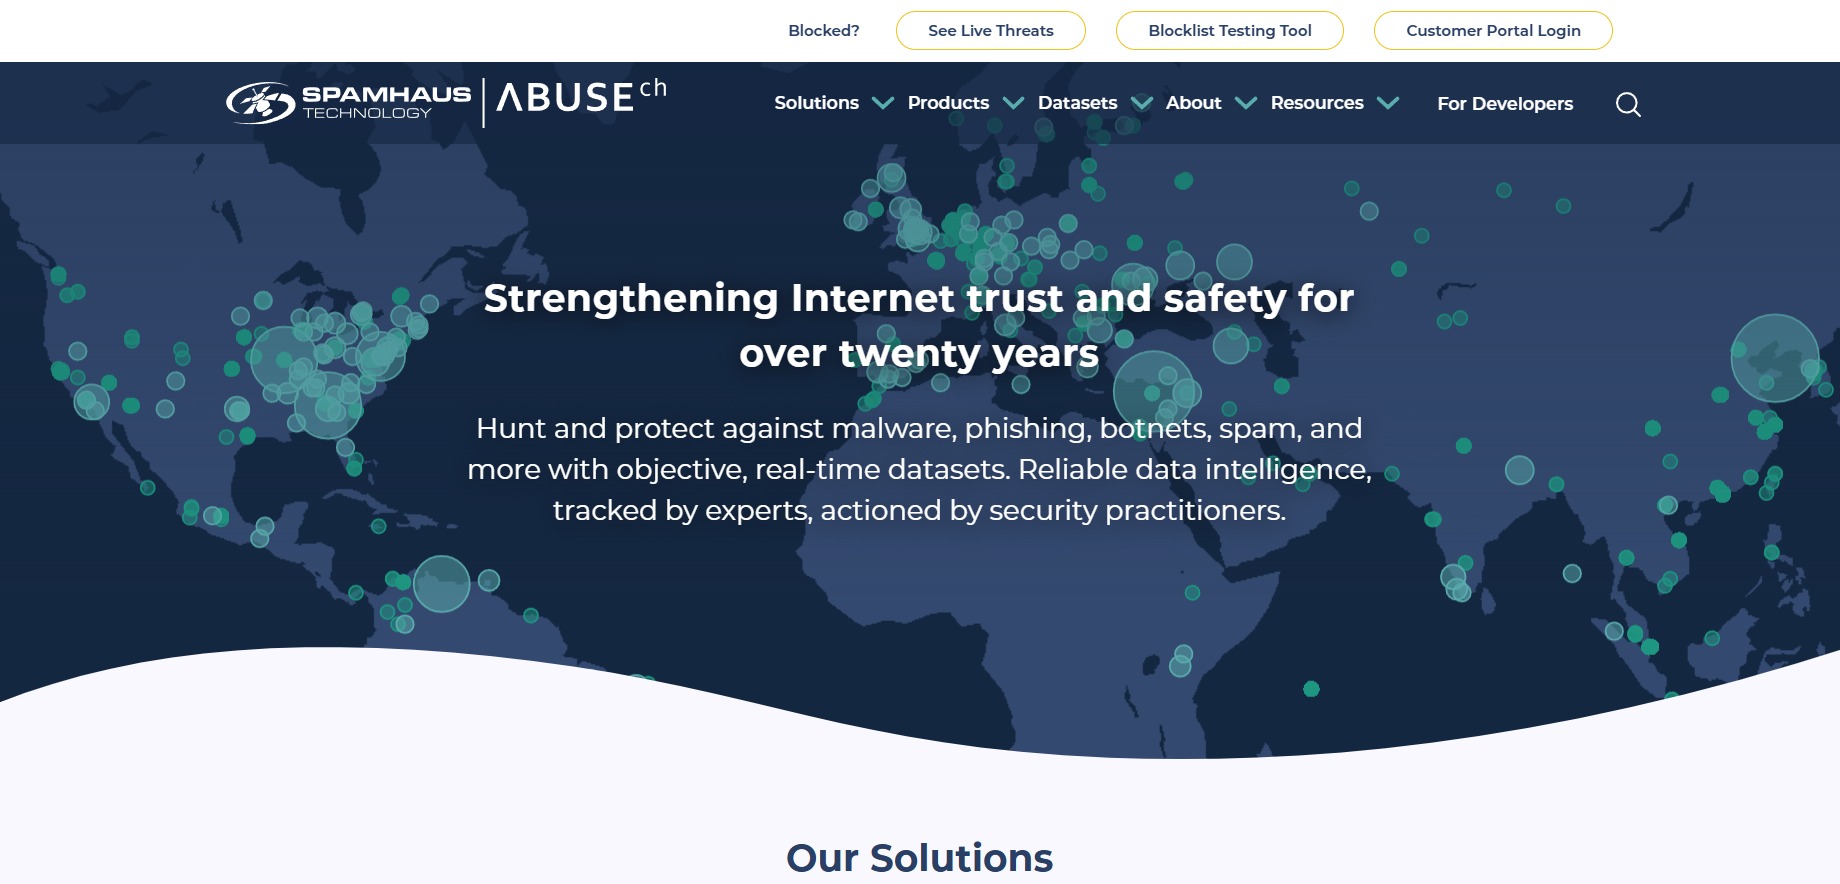 Blocked?
See Live Threats
Blocklist Testing Tool
Customer Portal Login
SPAMHAUS
TECHNOLOGY
ABUSE ch
Solutions
Products
Datasets
About
Resources
For Developers
Strengthening Internet trust and safety for
over twenty years
Hunt and protect against malware, phishing, botnets, spam, and
more with objective, real-time datasets. Reliable data intelligence,
tracked by experts, actioned by security practitioners.
Our Solutions